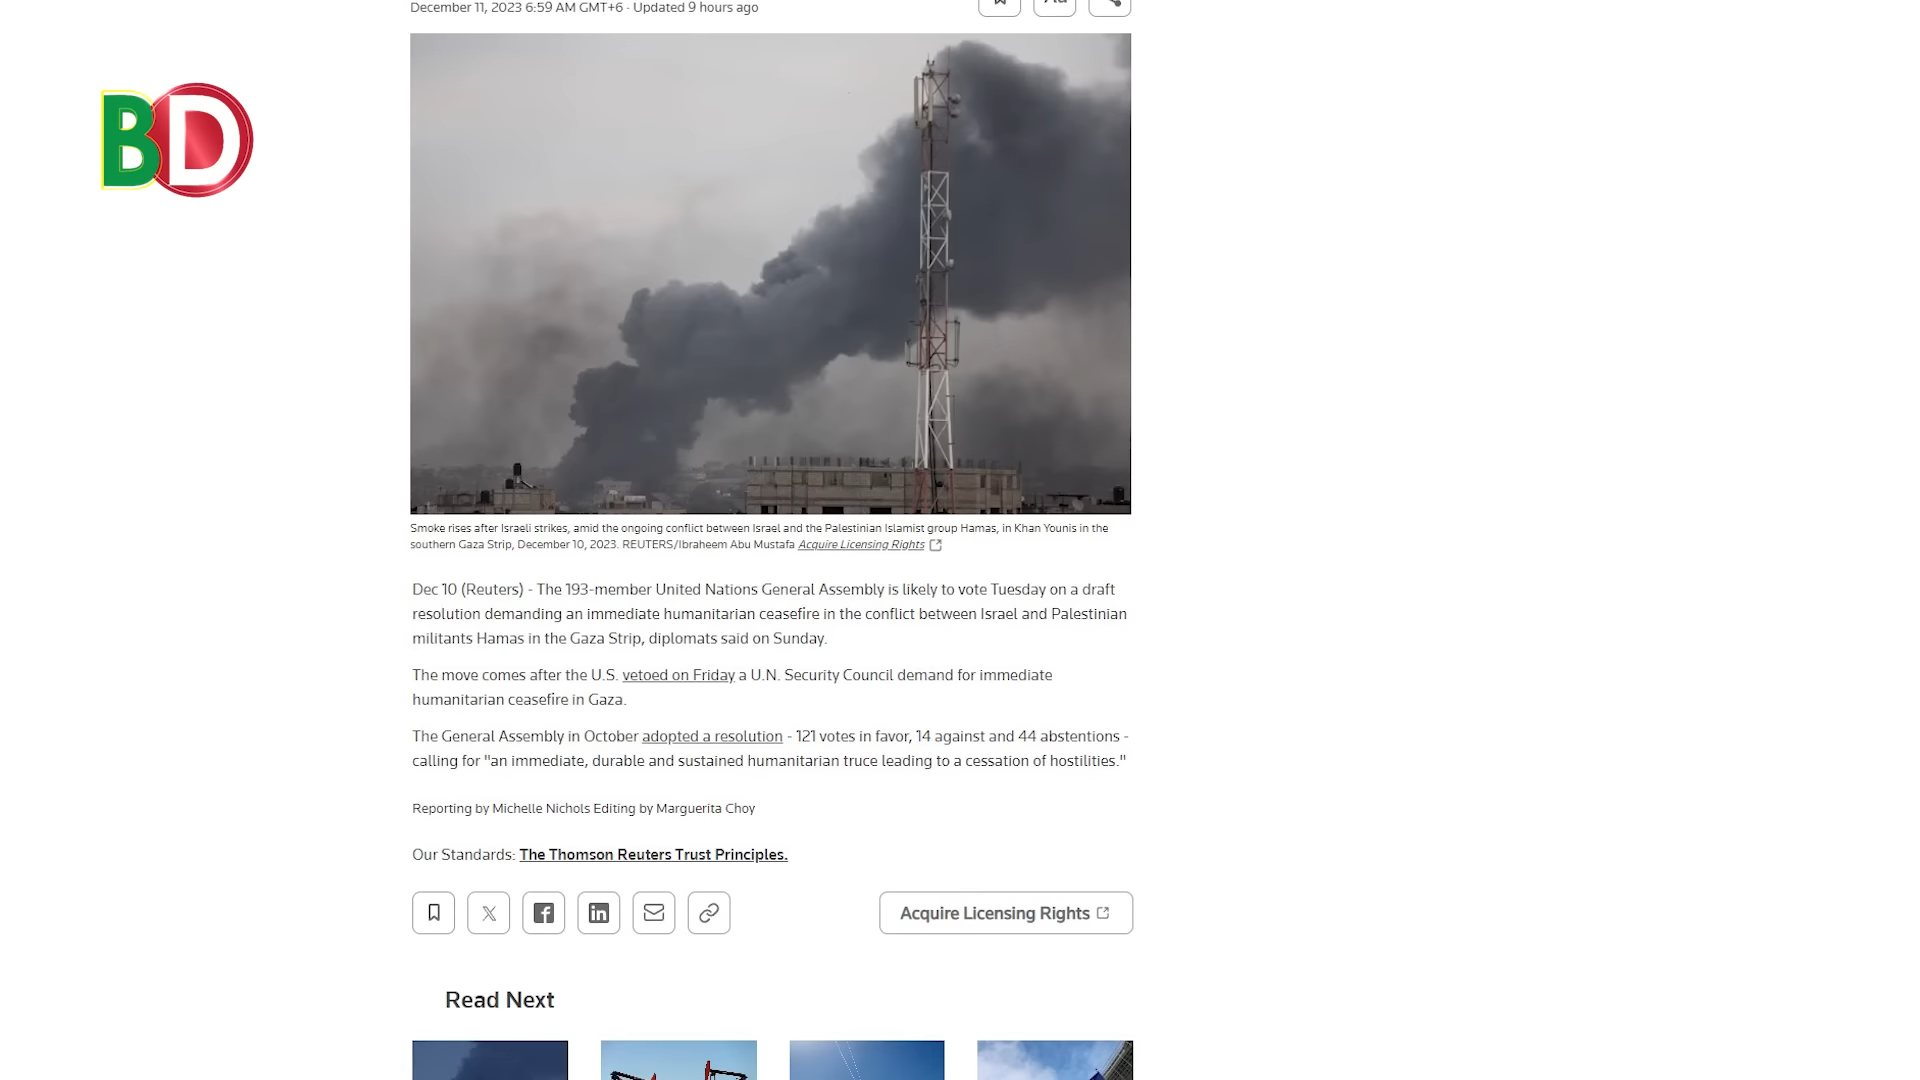 December 11, 2023 6:59 AM GMT+6 · Updated 9 hours ago
BD
Smoke rises after Israeli strikes, amid the ongoing conflict between Israel and the Palestinian Islamist group Hamas, in Khan Younis in the
southern Gaza Strip, December 10, 2023. REUTERS/Ibraheem Abu Mustafa Acquire Licensing Rights
Dec 10 (Reuters) - The 193-member United Nations General Assembly is likely to vote Tuesday on a draft
resolution demanding an immediate humanitarian ceasefire in the conflict between Israel and Palestinian
militants Hamas in the Gaza Strip, diplomats said on Sunday.
The move comes after the U.S. vetoed on Friday a U.N. Security Council demand for immediate
humanitarian ceasefire in Gaza.
The General Assembly in October adopted a resolution - 121 votes in favor, 14 against and 44 abstentions -
calling for "an immediate, durable and sustained humanitarian truce leading to a cessation of hostilities."
Reporting by Michelle Nichols Editing by Marguerita Choy
Our Standards: The Thomson Reuters Trust Principles.
Acquire Licensing Rights
Read Next